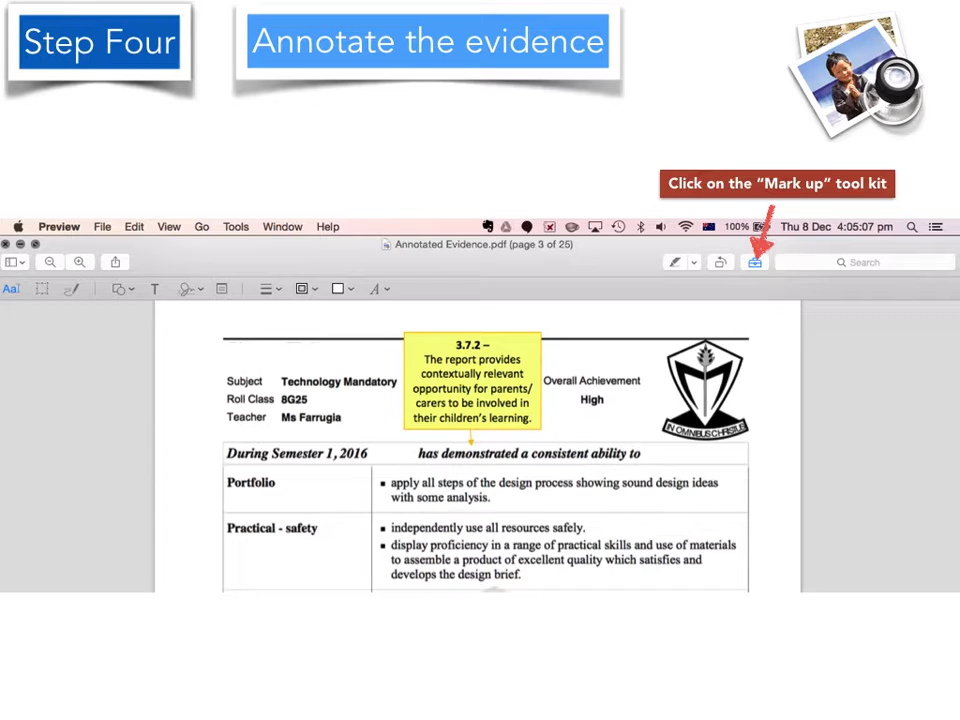 Step Four
Annotate the evidence
Click on the “Mark up” tool kit
Preview File Edit View Go Tools Window Help 100% Thu 8 Dec 4:05:07 pm
Annotated Evidence.pdf (page 3 of 25)
Search
AaI T A
3.7.2 –
The report provides
contextually relevant
opportunity for parents/
carers to be involved in
their children’s learning.
Subject Technology Mandatory
Roll Class 8G25
Teacher Ms Farrugia
Overall Achievement
High
IN OMNIBUS CHRISTUS
During Semester 1, 2016 has demonstrated a consistent ability to
Portfolio
▪ apply all steps of the design process showing sound design ideas
with some analysis.
Practical - safety
▪ independently use all resources safely.
▪ display proficiency in a range of practical skills and use of materials
to assemble a product of excellent quality which satisfies and
develops the design brief.